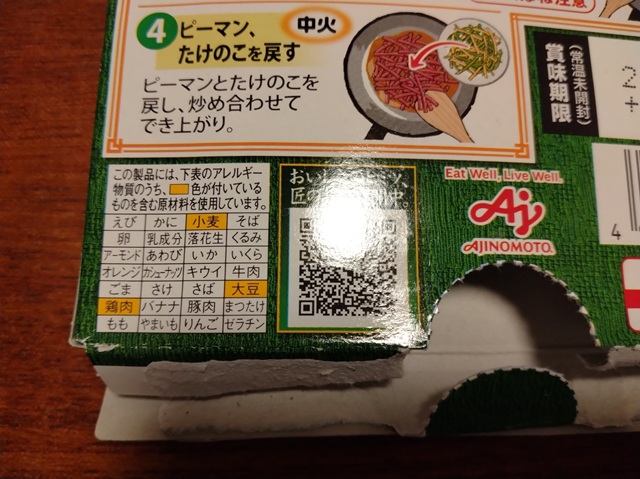 4 ピーマン、 中火
たけのこを戻す
ピーマンとたけのこを
戻し、炒め合わせて
でき上がり。
(常温未開封)
賞味期限
この製品には、下表のアレルギー
物質のうち、 色が付いている
ものを含む原材料を使用しています。
えび かに 小麦 そば
卵 乳成分 落花生 くるみ
アーモンド あわび いか いくら
オレンジ カシューナッツ キウイ 牛肉
ごま さけ さば 大豆
鶏肉 バナナ 豚肉 まつたけ
もも やまいも りんご ゼラチン
Eat Well, Live Well.
Aj
AJINOMOTO.
4